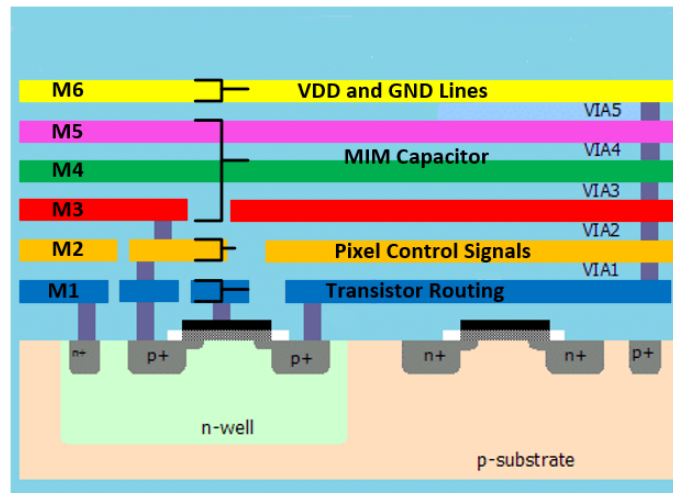 M6 VDD and GND Lines
VIA5
M5
MIM Capacitor
VIA4
M4
VIA3
M3
VIA2
M2 Pixel Control Signals
VIA1
M1 Transistor Routing
n+ p+ p+ n+ n+ p+
n-well
p-substrate